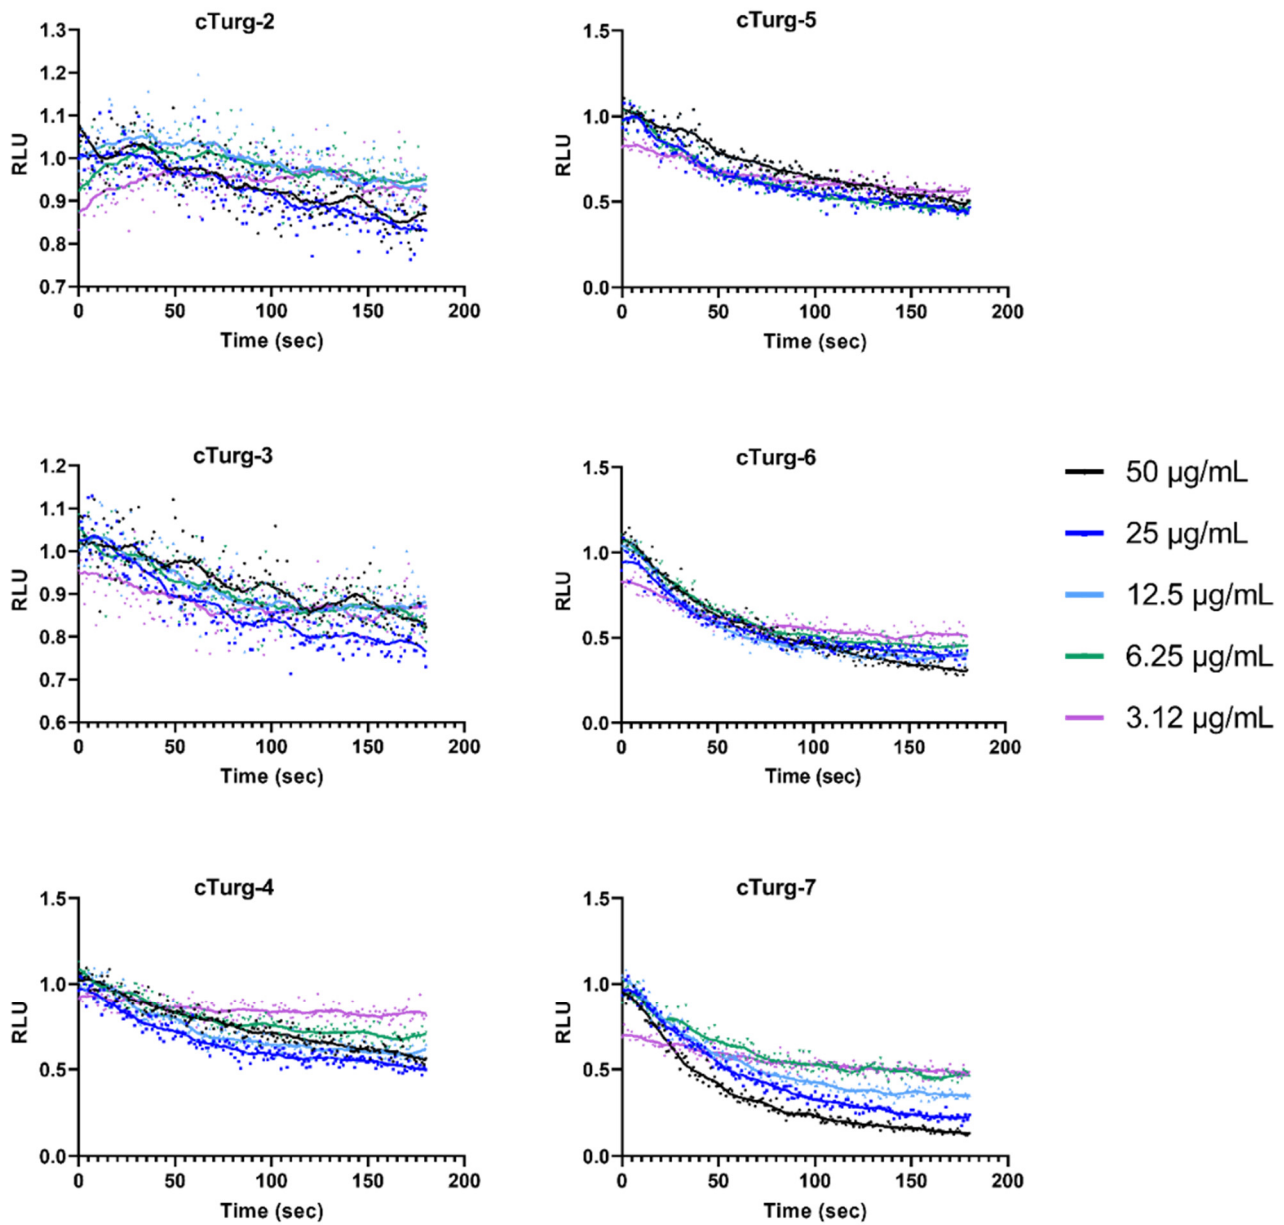 cTurg-2
1.3
1.2
1.1
1.0
0.9
0.8
0.7
RLU
0 50 100 150 200
Time (sec)
cTurg-5
1.5
1.0
0.5
0.0
RLU
0 50 100 150 200
Time (sec)
cTurg-3
1.2
1.1
1.0
0.9
0.8
0.7
0.6
RLU
0 50 100 150 200
Time (sec)
cTurg-6
1.5
1.0
0.5
0.0
RLU
0 50 100 150 200
Time (sec)
50 µg/mL
25 µg/mL
12.5 µg/mL
6.25 µg/mL
3.12 µg/mL
cTurg-4
1.5
1.0
0.5
0.0
RLU
0 50 100 150 200
Time (sec)
cTurg-7
1.5
1.0
0.5
0.0
RLU
0 50 100 150 200
Time (sec)